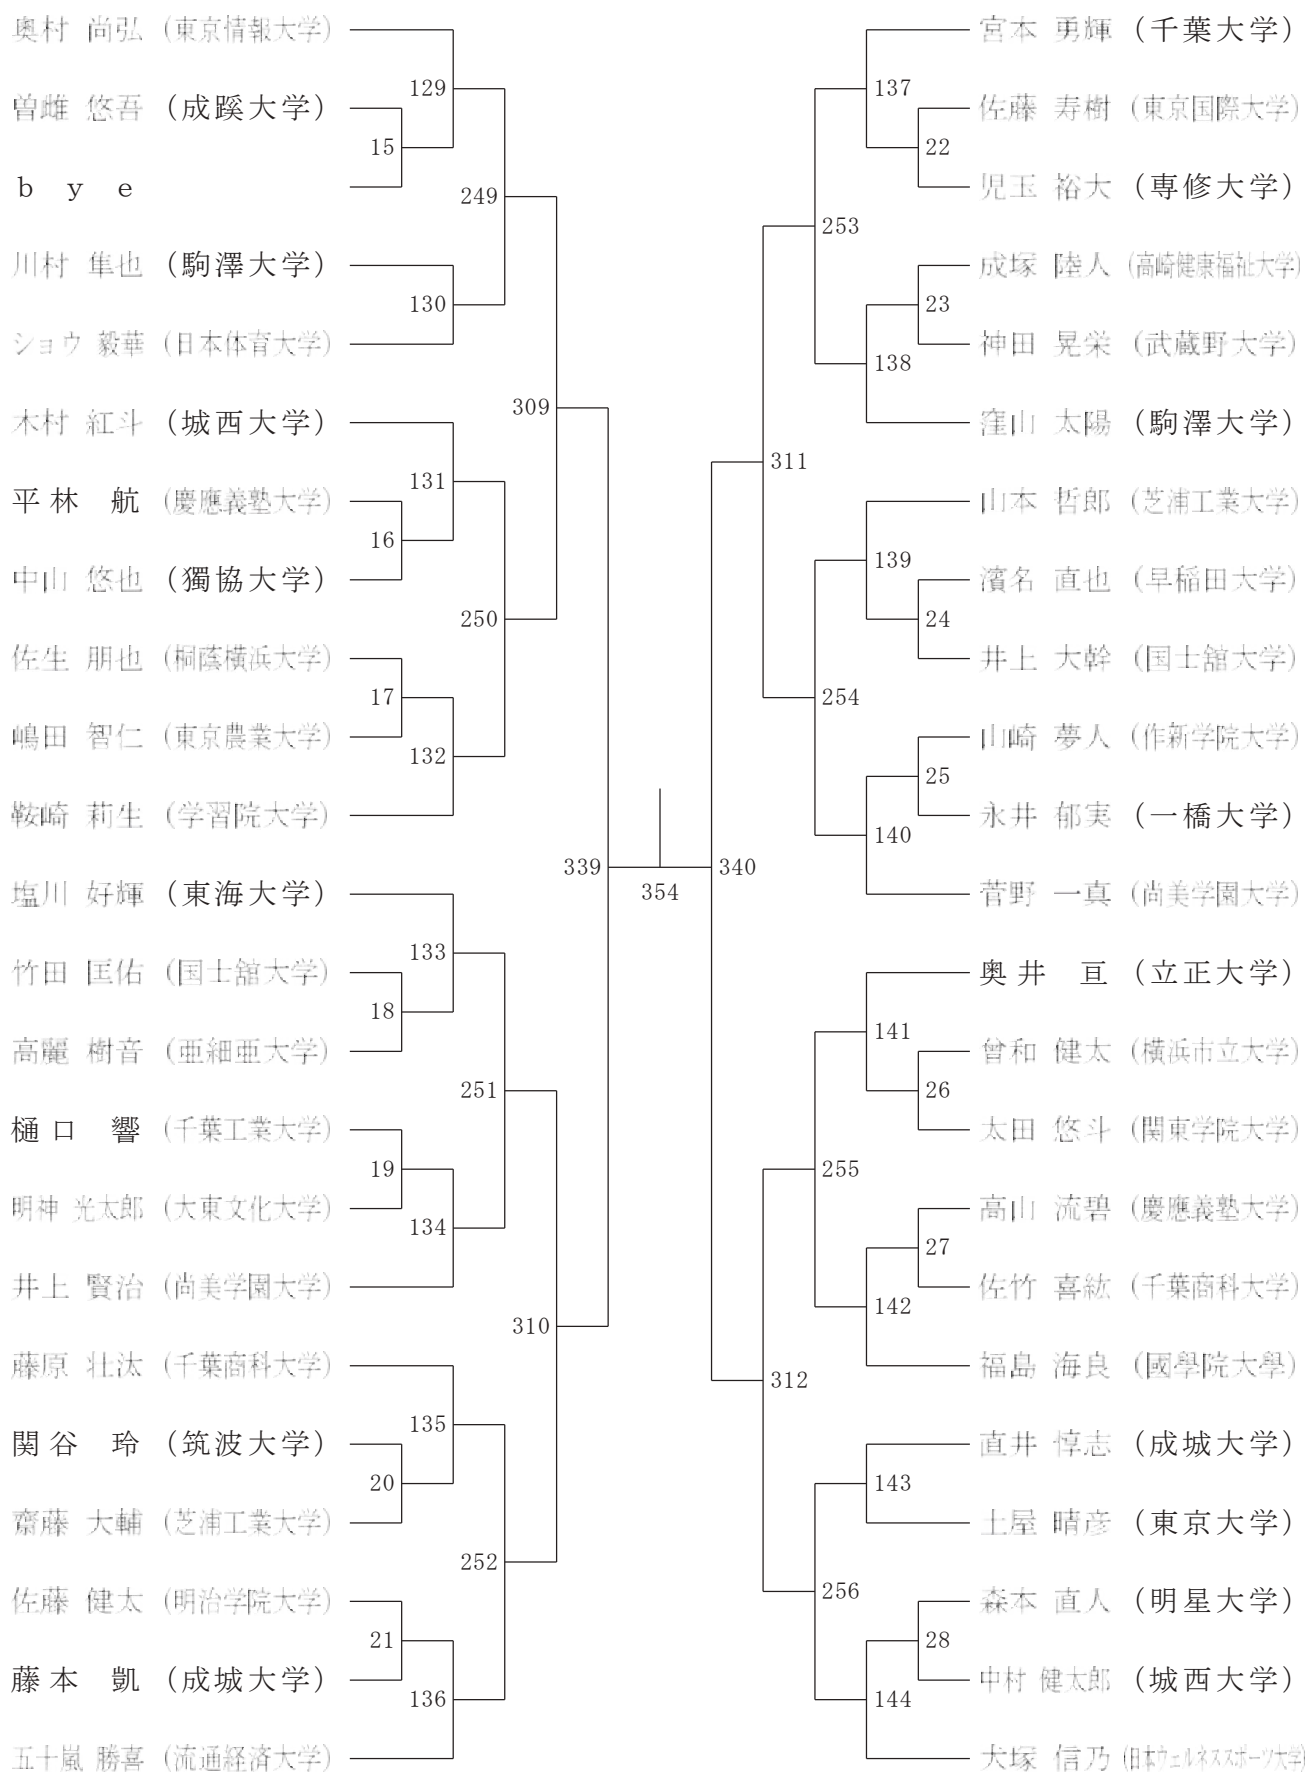 奥村 尚弘 (東京情報大学)
129
曽雌 悠吾 (成蹊大学)
15
bye
249
川村 隼也 (駒澤大学)
130
ショウ 毅華 (日本体育大学)
309
木村 紅斗 (城西大学)
131
平林 航 (慶應義塾大学)
16
中山 悠也 (獨協大学)
250
佐生 朋也 (桐蔭横浜大学)
17
嶋田 智仁 (東京農業大学)
132
鞍崎 莉生 (学習院大学)
339
塩川 好輝 (東海大学)
133
竹田 匡佑 (国士舘大学)
18
高麗 樹音 (亜細亜大学)
251
樋口 響 (千葉工業大学)
19
明神 光太郎 (大東文化大学)
134
井上 賢治 (尚美学園大学)
310
藤原 壮汰 (千葉商科大学)
135
関谷 玲 (筑波大学)
20
齋藤 大輔 (芝浦工業大学)
252
佐藤 健太 (明治学院大学)
21
藤本 凱 (成城大学)
136
五十嵐 勝喜 (流通経済大学)
354
宮本 勇輝 (千葉大学)
137
佐藤 寿樹 (東京国際大学)
22
児玉 裕大 (専修大学)
253
成塚 陸人 (高崎健康福祉大学)
23
神田 晃栄 (武蔵野大学)
138
窪山 太陽 (駒澤大学)
311
山本 哲郎 (芝浦工業大学)
139
濱名 直也 (早稲田大学)
24
井上 大幹 (国士舘大学)
254
山崎 夢人 (作新学院大学)
25
永井 郁実 (一橋大学)
140
菅野 一真 (尚美学園大学)
340
奥井 亘 (立正大学)
141
曾和 健太 (横浜市立大学)
26
太田 悠斗 (関東学院大学)
255
高山 流碧 (慶應義塾大学)
27
佐竹 喜紘 (千葉商科大学)
142
福島 海良 (國學院大學)
312
直井 惇志 (成城大学)
143
土屋 晴彦 (東京大学)
256
森本 直人 (明星大学)
28
中村 健太郎 (城西大学)
144
犬塚 信乃 (日本ウェルネススポーツ大学)